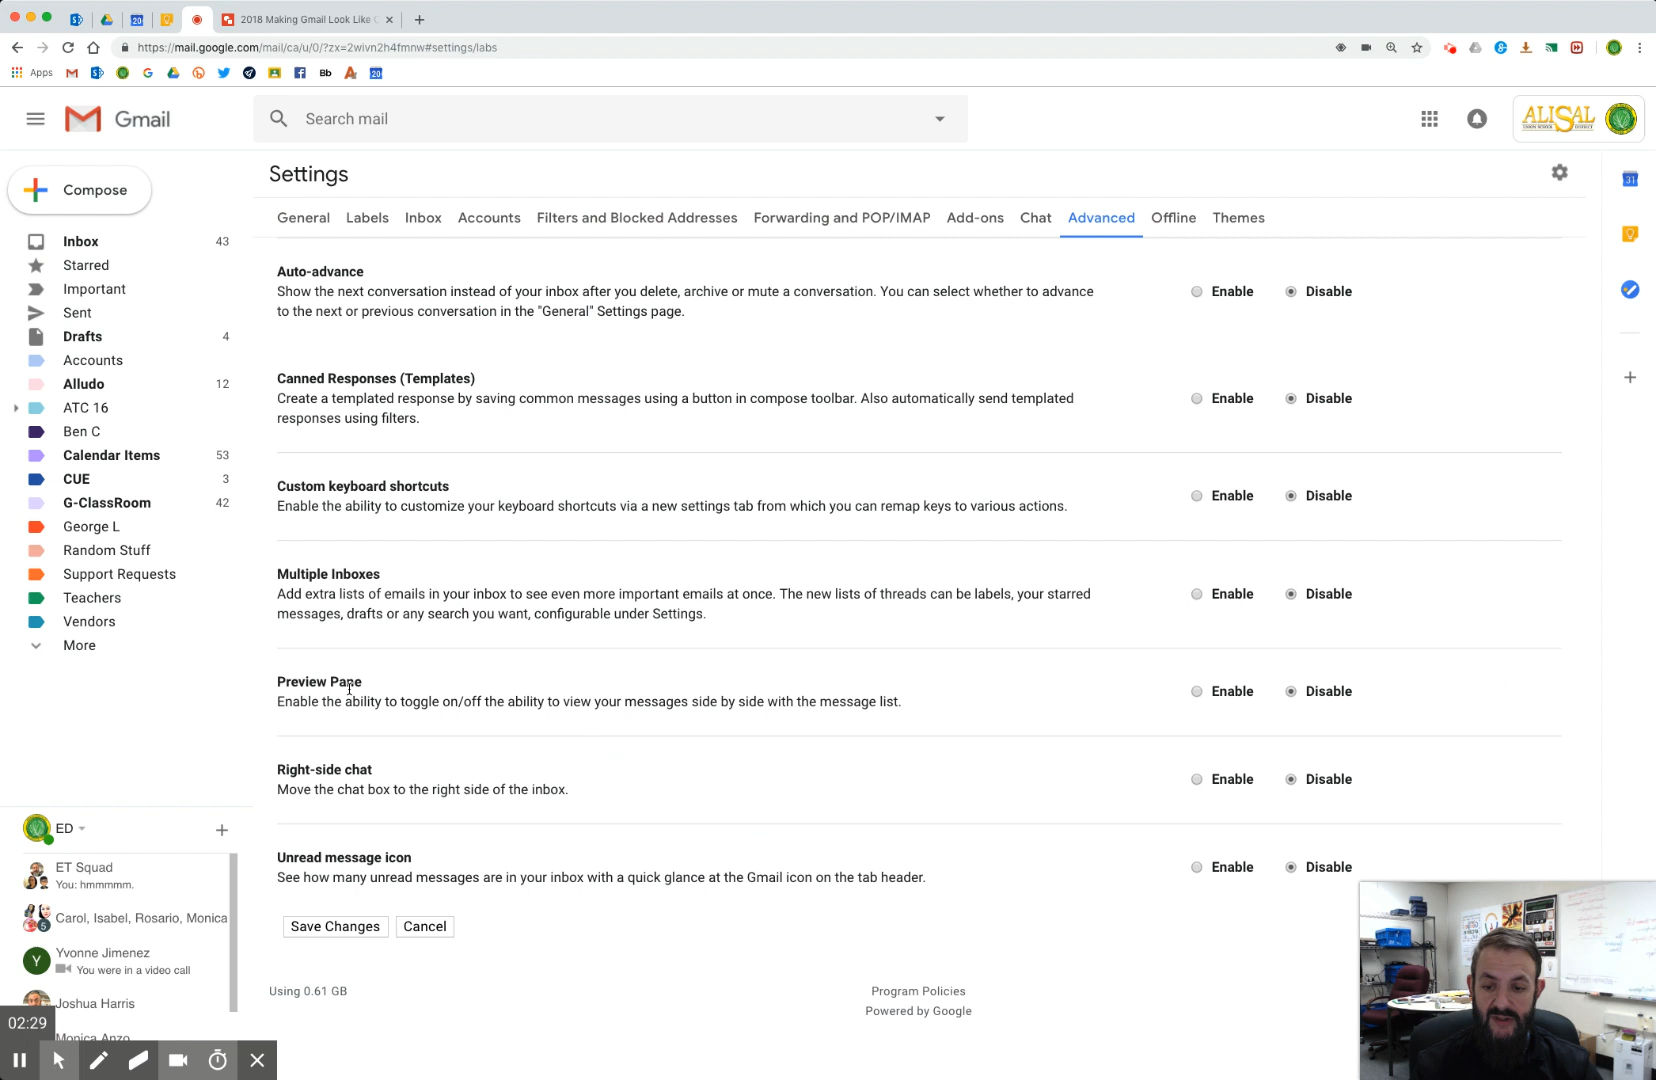 2018 Making Gmail Look Like
https://mail.google.com/mail/ca/u/0/?zx=2wivn2h4fmnw#settings/labs
Apps
Bb
20
Gmail
Search mail
ALISAL
UNION SCHOOL DISTRICT
Compose
Inbox 43
Starred
Important
Sent
Drafts 4
Accounts
Alludo 12
ATC 16
Ben C
Calendar Items 53
CUE 3
G-ClassRoom 42
George L
Random Stuff
Support Requests
Teachers
Vendors
More
ED
ET Squad
You: hmmmmm.
Carol, Isabel, Rosario, Monica
5
Y
Yvonne Jimenez
You were in a video call
Joshua Harris
Monica Anzo
02:29
Settings
General Labels Inbox Accounts Filters and Blocked Addresses Forwarding and POP/IMAP Add-ons Chat Advanced Offline Themes
Auto-advance
Show the next conversation instead of your inbox after you delete, archive or mute a conversation. You can select whether to advance
to the next or previous conversation in the "General" Settings page.
Enable Disable
Canned Responses (Templates)
Create a templated response by saving common messages using a button in compose toolbar. Also automatically send templated
responses using filters.
Enable Disable
Custom keyboard shortcuts
Enable the ability to customize your keyboard shortcuts via a new settings tab from which you can remap keys to various actions.
Enable Disable
Multiple Inboxes
Add extra lists of emails in your inbox to see even more important emails at once. The new lists of threads can be labels, your starred
messages, drafts or any search you want, configurable under Settings.
Enable Disable
Preview Pane
Enable the ability to toggle on/off the ability to view your messages side by side with the message list.
Enable Disable
Right-side chat
Move the chat box to the right side of the inbox.
Enable Disable
Unread message icon
See how many unread messages are in your inbox with a quick glance at the Gmail icon on the tab header.
Enable Disable
Save Changes Cancel
Using 0.61 GB
Program Policies
Powered by Google
31